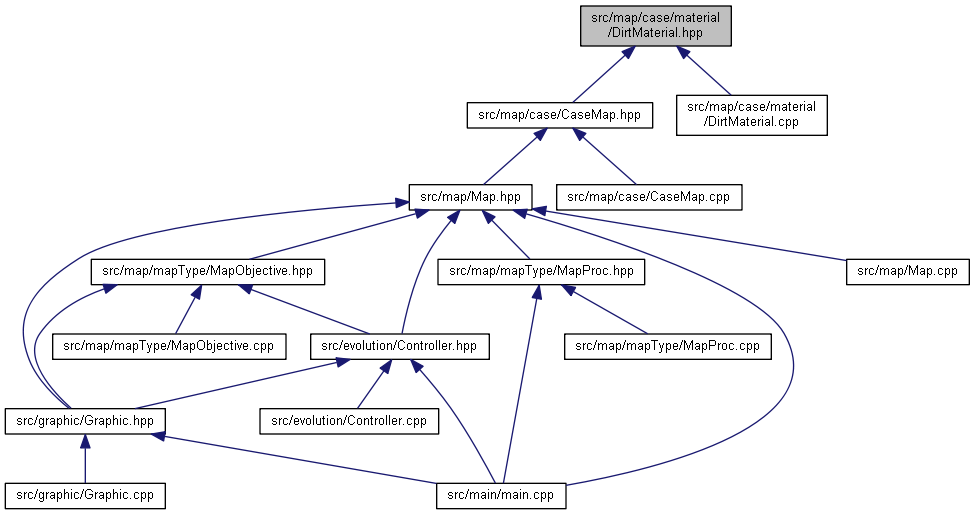 src/map/case/material
/DirtMaterial.hpp
src/map/case/CaseMap.hpp
src/map/case/material
/DirtMaterial.cpp
src/map/Map.hpp
src/map/case/CaseMap.cpp
src/map/mapType/MapObjective.hpp
src/map/mapType/MapProc.hpp
src/map/Map.cpp
src/map/mapType/MapObjective.cpp
src/evolution/Controller.hpp
src/map/mapType/MapProc.cpp
src/graphic/Graphic.hpp
src/evolution/Controller.cpp
src/graphic/Graphic.cpp
src/main/main.cpp